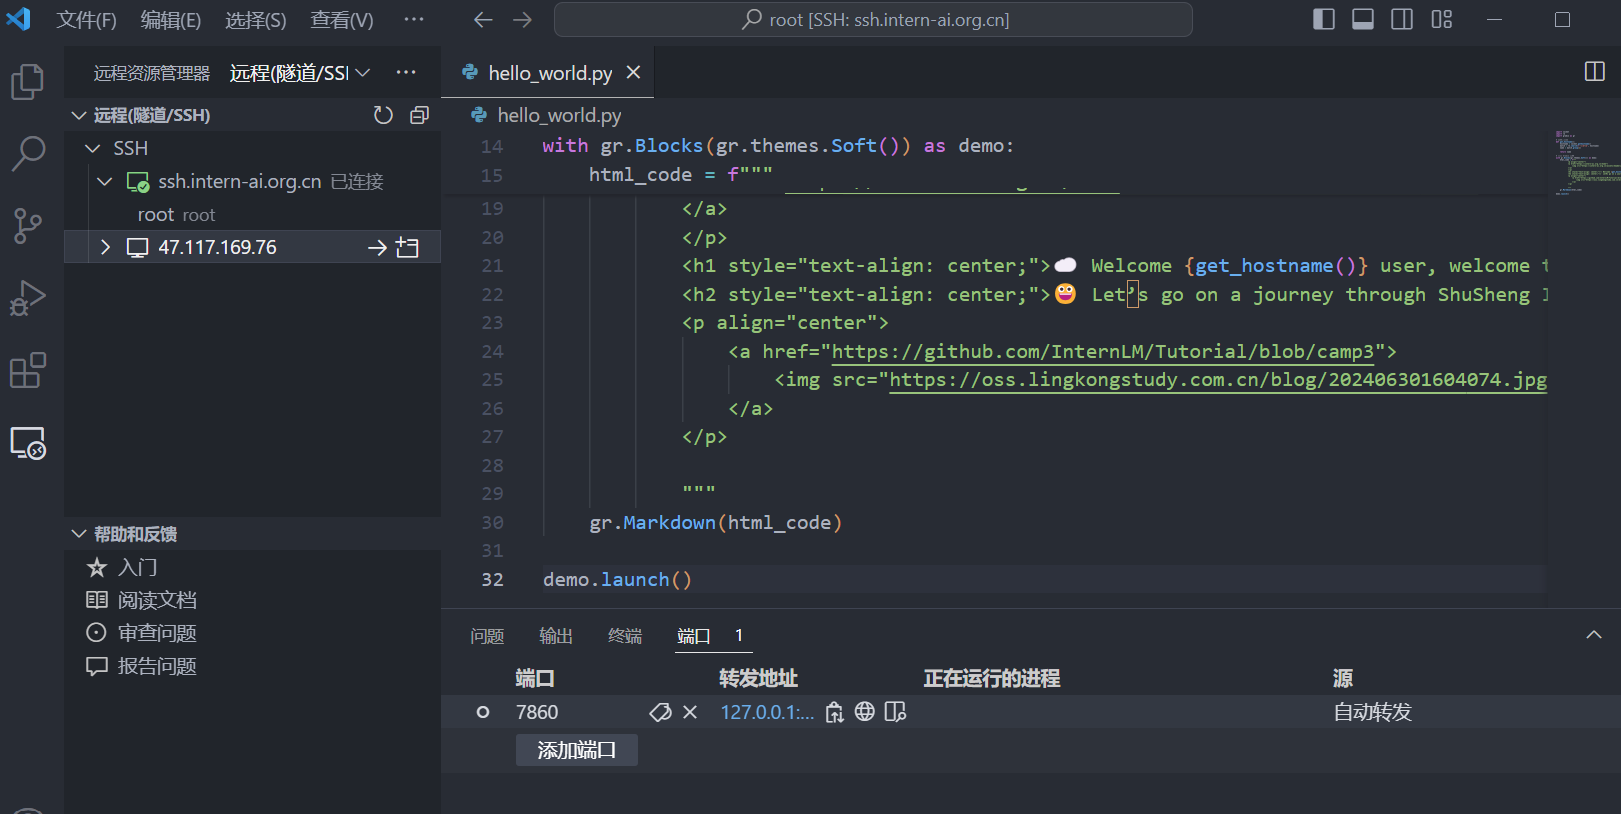 文件(F) 编辑(E) 选择(S) 查看(V) ··· root [SSH: ssh.intern-ai.org.cn]
远程资源管理器 远程(隧道/SSI ···
远程(隧道/SSH)
SSH
ssh.intern-ai.org.cn 已连接
root root
47.117.169.76
帮助和反馈
入门
阅读文档
审查问题
报告问题
hello_world.py
hello_world.py
14 with gr.Blocks(gr.themes.Soft()) as demo:
15 html_code = f"""
19 </a>
20 </p>
21 <h1 style="text-align: center;">☁️ Welcome {get_hostname()} user, welcome t
22 <h2 style="text-align: center;">😀 Let’s go on a journey through ShuSheng I
23 <p align="center">
24 <a href="https://github.com/InternLM/Tutorial/blob/camp3">
25 <img src="https://oss.lingkongstudy.com.cn/blog/202406301604074.jpg
26 </a>
27 </p>
28
29 """
30 gr.Markdown(html_code)
31
32 demo.launch()
问题 输出 终端 端口 1
端口 转发地址 正在运行的进程 源
7860 127.0.0.1:... 自动转发
添加端口